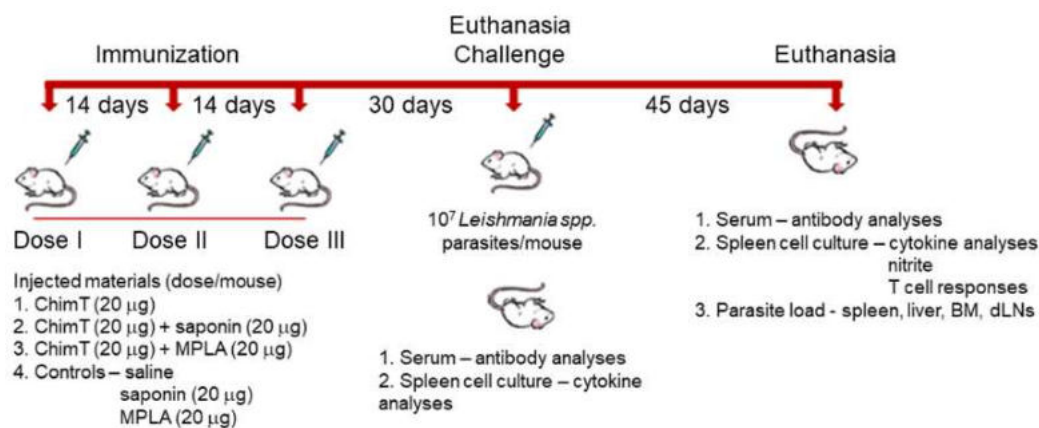 Immunization
Euthanasia
Challenge
Euthanasia
14 days
14 days
30 days
45 days
Dose I
Dose II
Dose III
Injected materials (dose/mouse)
1. ChimT (20 µg)
2. ChimT (20 µg) + saponin (20 µg)
3. ChimT (20 µg) + MPLA (20 µg)
4. Controls – saline
saponin (20 µg)
MPLA (20 µg)
10⁷ Leishmania spp.
parasites/mouse
1. Serum – antibody analyses
2. Spleen cell culture – cytokine
analyses
1. Serum – antibody analyses
2. Spleen cell culture – cytokine analyses
nitrite
T cell responses
3. Parasite load - spleen, liver, BM, dLNs